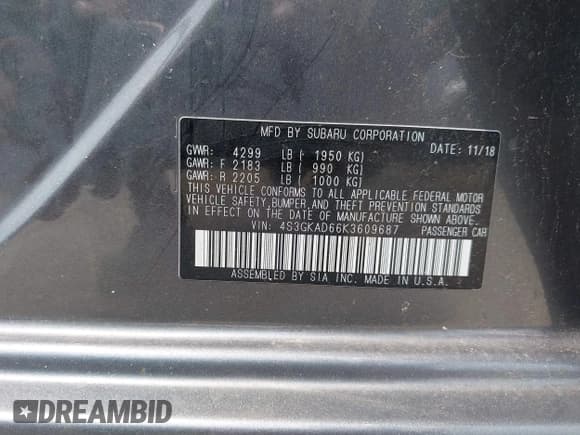 MFD BY SUBARU CORPORATION
GVWR: 4299 LB ( 1950 KG) DATE: 11/18
GAWR: F 2183 LB ( 990 KG)
GAWR: R 2205 LB ( 1000 KG)
THIS VEHICLE CONFORMS TO ALL APPLICABLE FEDERAL MOTOR
VEHICLE SAFETY, BUMPER, AND THEFT PREVENTION STANDARDS
IN EFFECT ON THE DATE OF MANUFACTURE SHOWN ABOVE.
VIN: 4S3GKAD66K3609687 PASSENGER CAR
ASSEMBLED BY SIA INC. MADE IN U.S.A.
DREAMBID